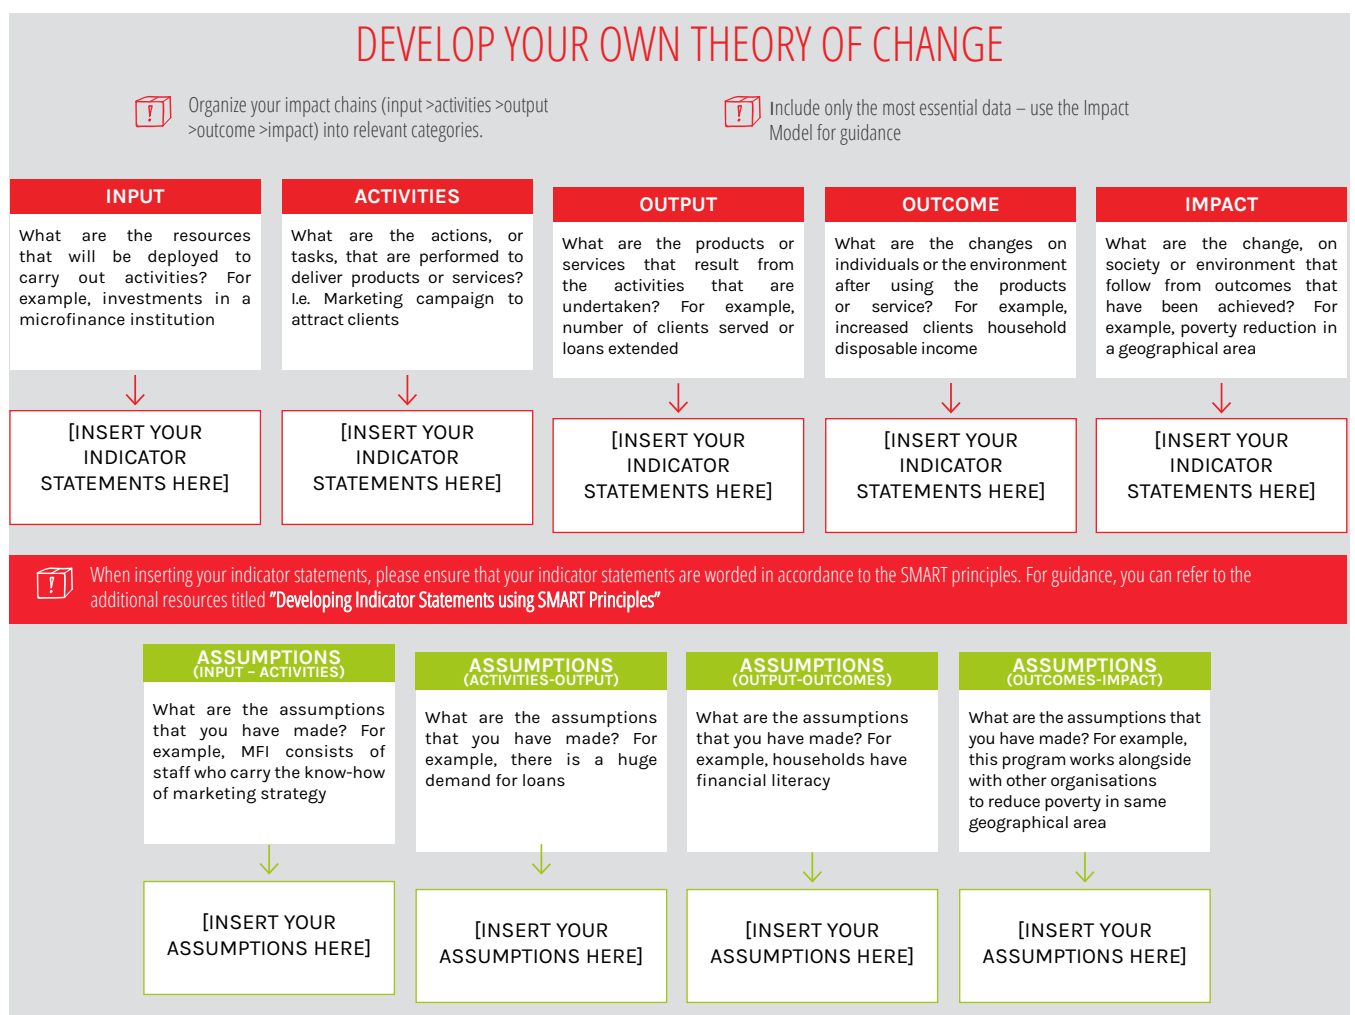 DEVELOP YOUR OWN THEORY OF CHANGE
Organize your impact chains (input >activities >output
>outcome >impact) into relevant categories.
Include only the most essential data – use the Impact
Model for guidance
INPUT
What are the resources
that will be deployed to
carry out activities? For
example, investments in a
microfinance institution
[INSERT YOUR
INDICATOR
STATEMENTS HERE]
ACTIVITIES
What are the actions, or
tasks, that are performed to
deliver products or services?
I.e. Marketing campaign to
attract clients
[INSERT YOUR
INDICATOR
STATEMENTS HERE]
OUTPUT
What are the products or
services that result from
the activities that are
undertaken? For example,
number of clients served or
loans extended
[INSERT YOUR
INDICATOR
STATEMENTS HERE]
OUTCOME
What are the changes on
individuals or the environment
after using the products
or service? For example,
increased clients household
disposable income
[INSERT YOUR
INDICATOR
STATEMENTS HERE]
IMPACT
What are the change, on
society or environment that
follow from outcomes that
have been achieved? For
example, poverty reduction in
a geographical area
[INSERT YOUR
INDICATOR
STATEMENTS HERE]
When inserting your indicator statements, please ensure that your indicator statements are worded in accordance to the SMART principles. For guidance, you can refer to the
additional resources titled "Developing Indicator Statements using SMART Principles"
ASSUMPTIONS
(INPUT – ACTIVITIES)
What are the assumptions
that you have made? For
example, MFI consists of
staff who carry the know-how
of marketing strategy
[INSERT YOUR
ASSUMPTIONS HERE]
ASSUMPTIONS
(ACTIVITIES-OUTPUT)
What are the assumptions
that you have made? For
example, there is a huge
demand for loans
[INSERT YOUR
ASSUMPTIONS HERE]
ASSUMPTIONS
(OUTPUT-OUTCOMES)
What are the assumptions
that you have made? For
example, households have
financial literacy
[INSERT YOUR
ASSUMPTIONS HERE]
ASSUMPTIONS
(OUTCOMES-IMPACT)
What are the assumptions that
you have made? For example,
this program works alongside
with other organisations
to reduce poverty in same
geographical area
[INSERT YOUR
ASSUMPTIONS HERE]